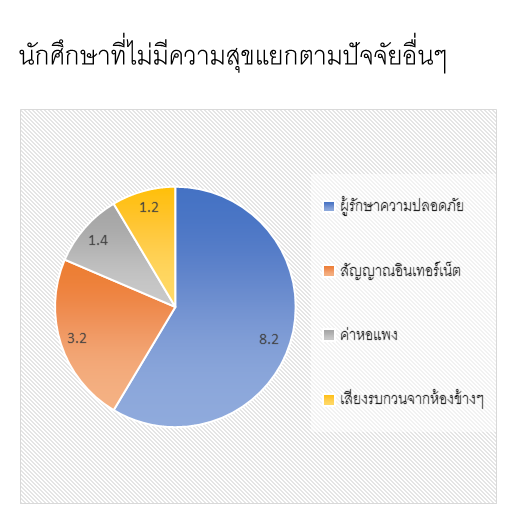 นักศึกษาที่ไม่มีความสุขแยกตามปัจจัยอื่นๆ
1.2
1.4
3.2
8.2
ผู้รักษาความปลอดภัย
สัญญาณอินเทอร์เน็ต
ค่าหอแพง
เสียงรบกวนจากห้องข้างๆ